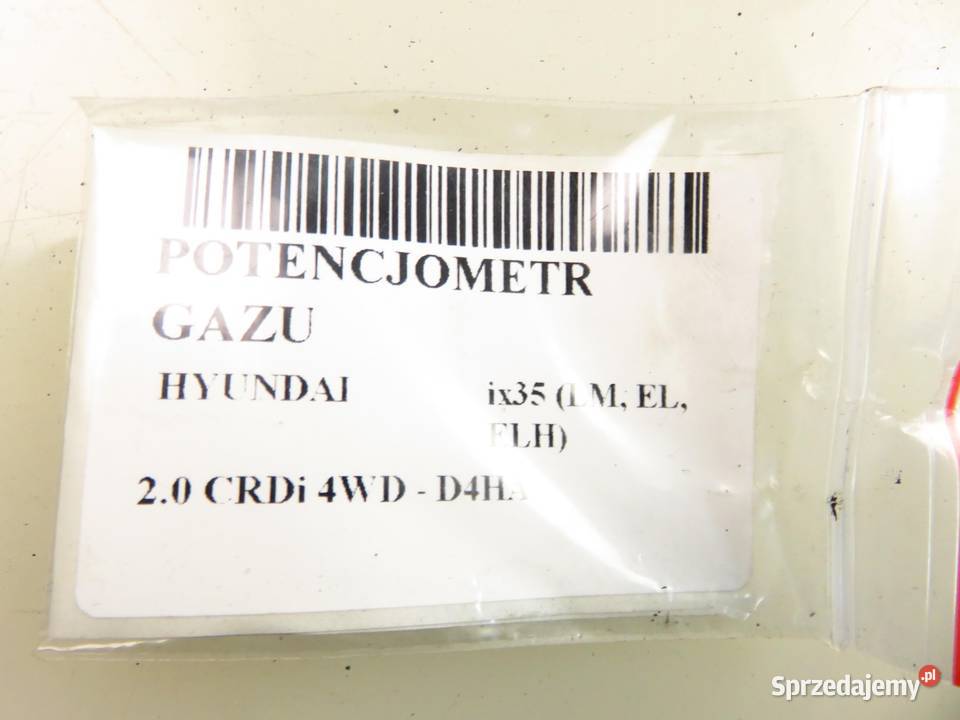 POTENCJOMETR
GAZU
HYUNDAI ix35 (LM, EL,
ELH)
2.0 CRDi 4WD - D4HA
Sprzedajemy.pl